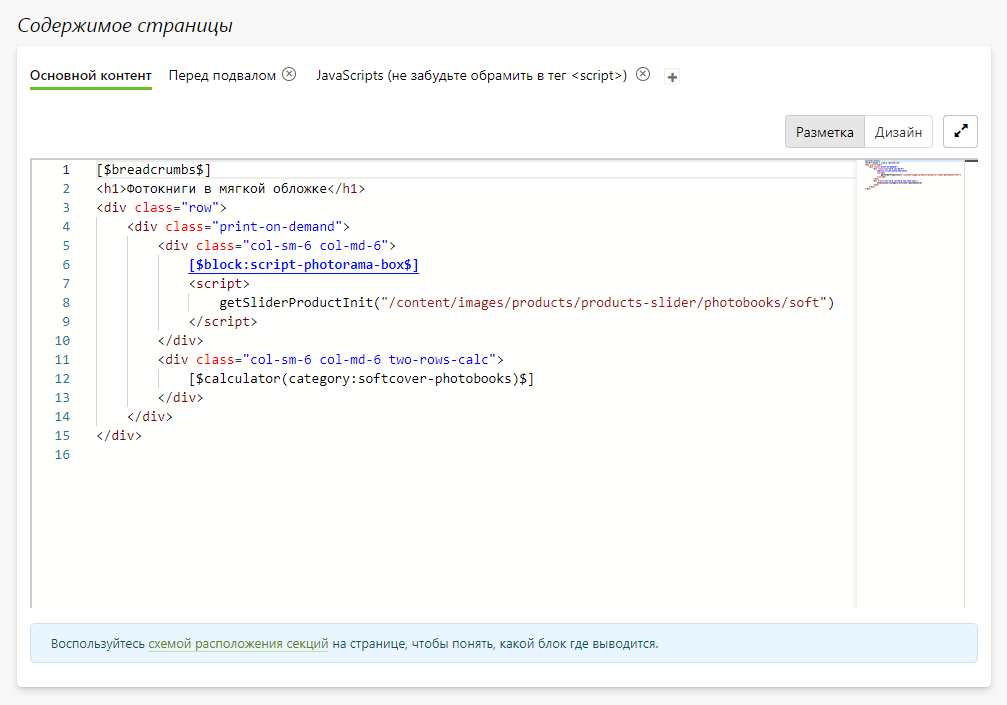 Содержимое страницы
Основной контент Перед подвалом JavaScripts (не забудьте обрамить в тег <script>)
Разметка Дизайн
1 [$breadcrumbs$]
2 <h1>Фотокниги в мягкой обложке</h1>
3 <div class="row">
4 <div class="print-on-demand">
5 <div class="col-sm-6 col-md-6">
6 [$block:script-photorama-box$]
7 <script>
8 getSliderProductInit("/content/images/products/products-slider/photobooks/soft")
9 </script>
10 </div>
11 <div class="col-sm-6 col-md-6 two-rows-calc">
12 [$calculator(category:softcover-photobooks)$]
13 </div>
14 </div>
15 </div>
16
Воспользуйтесь схемой расположения секций на странице, чтобы понять, какой блок где выводится.